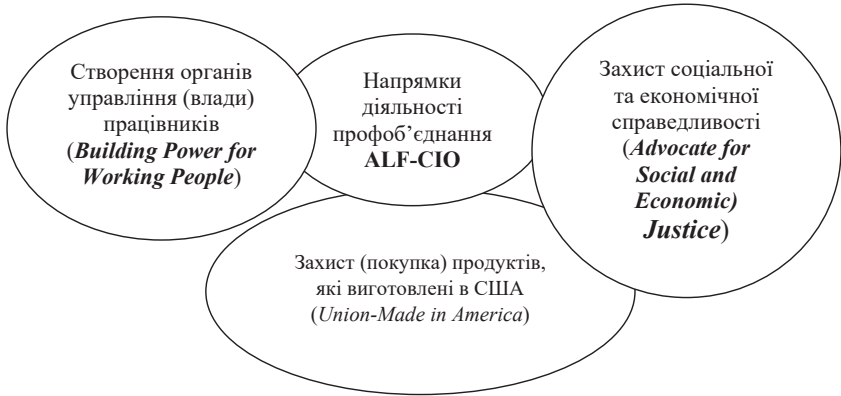 Створення органів
управління (влади)
працівників
(Building Power for
Working People)
Напрямки
діяльності
профоб’єднання
ALF-CIO
Захист соціальної
та економічної
справедливості
(Advocate for
Social and
Economic)
Justice)
Захист (покупка) продуктів,
які виготовлені в США
(Union-Made in America)